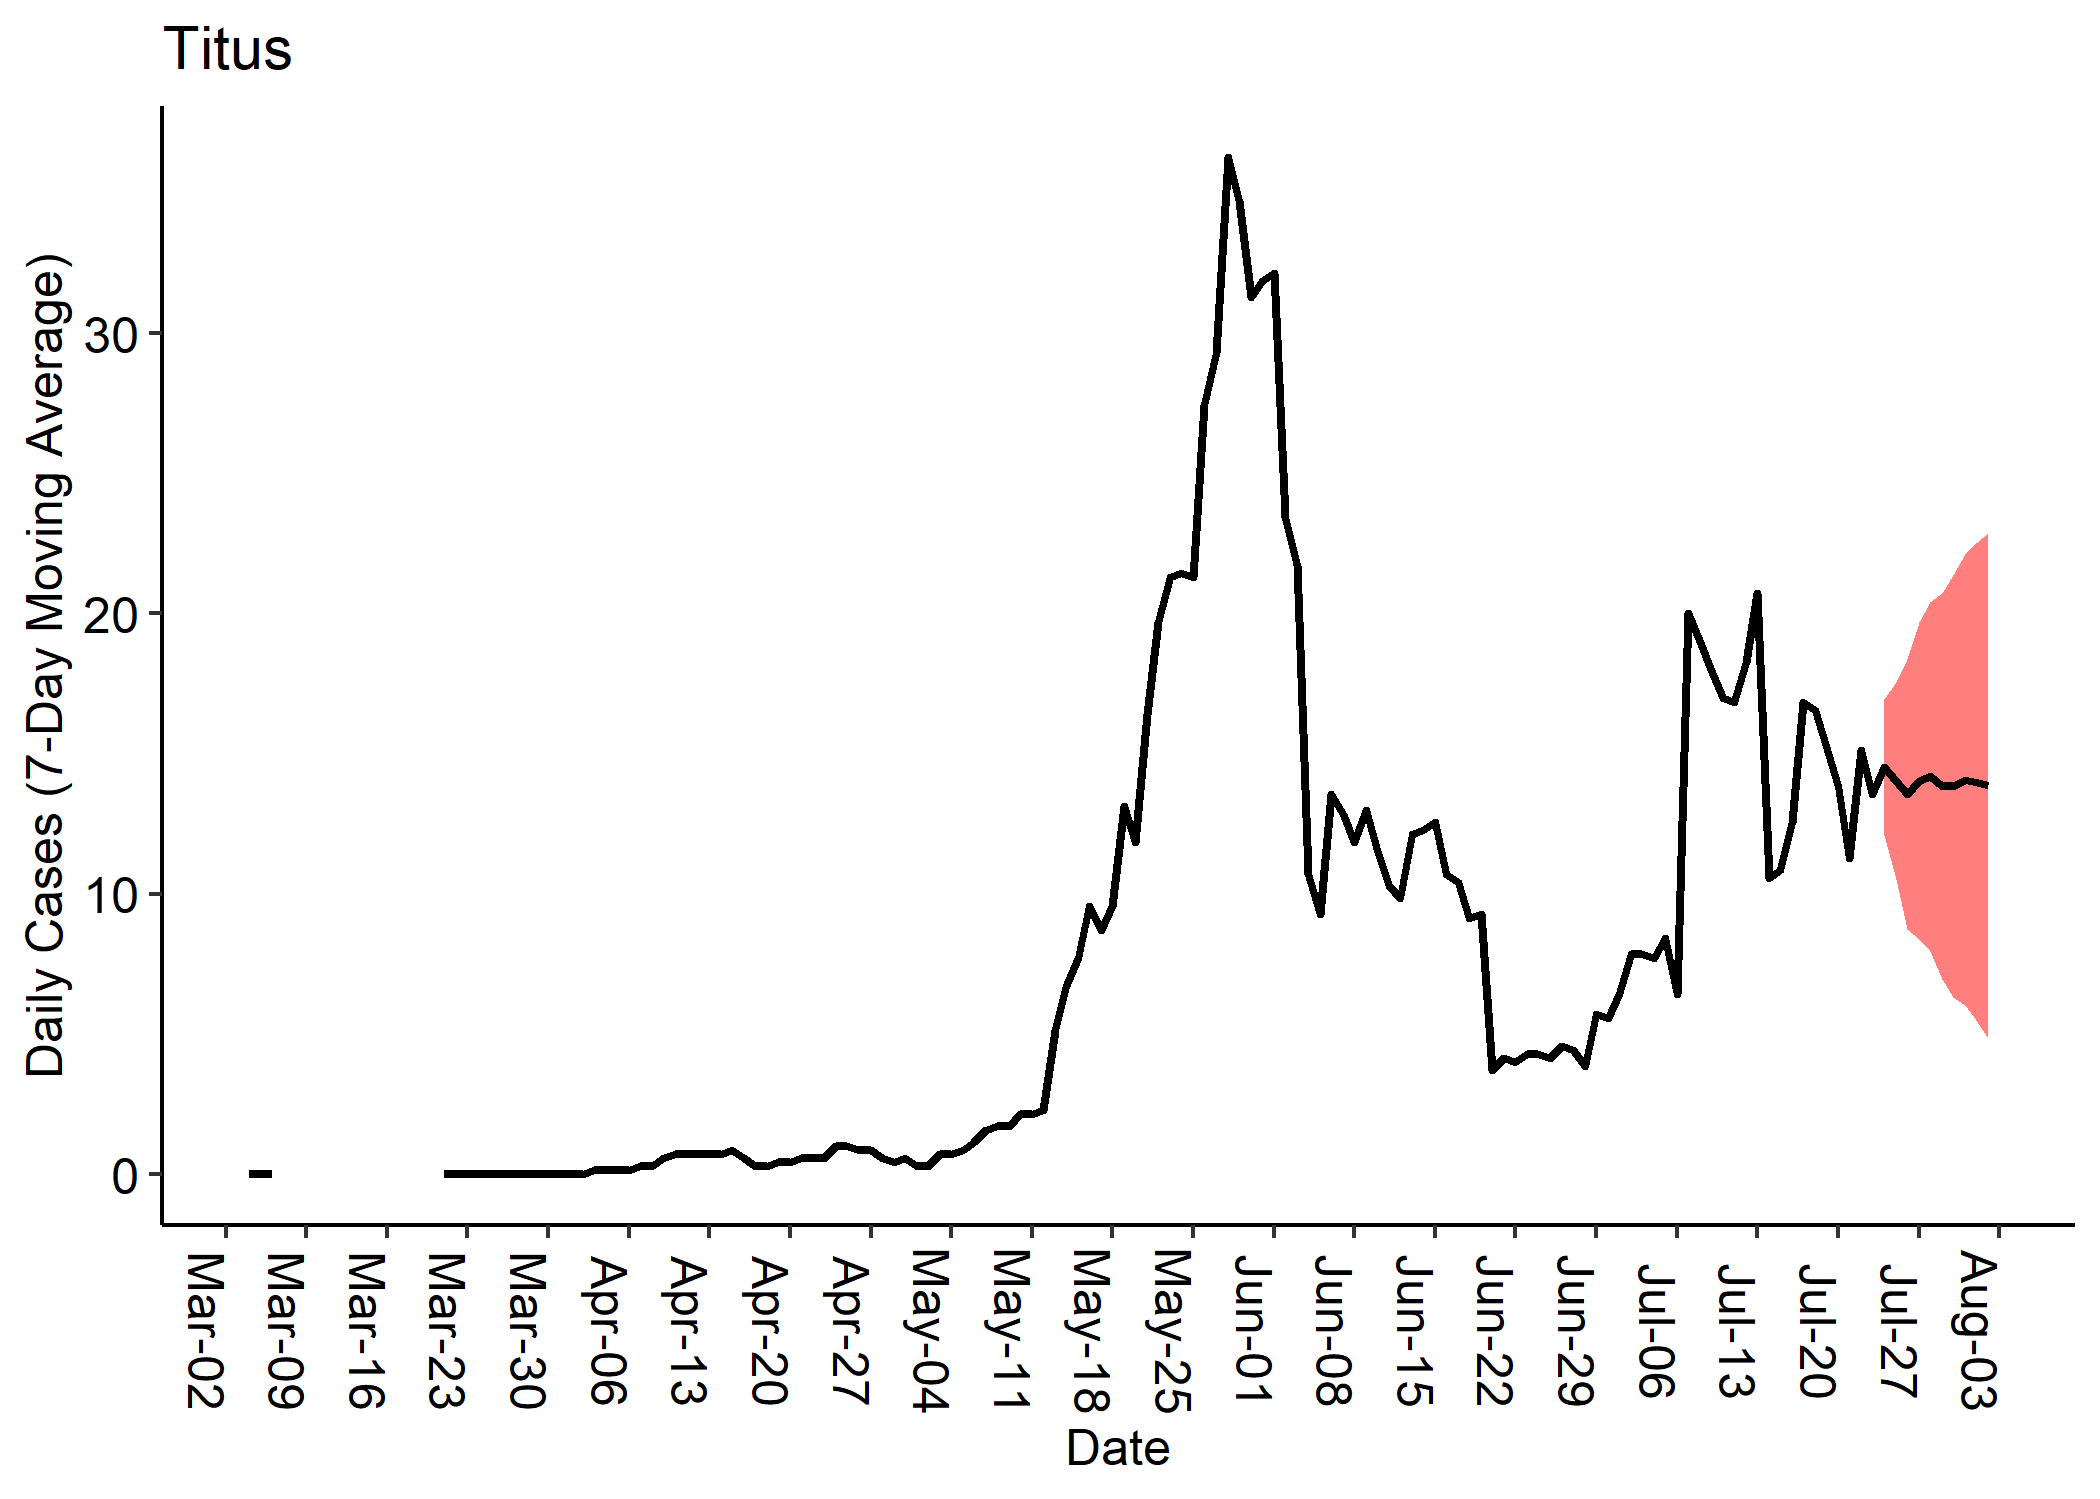 Titus
Daily Cases (7-Day Moving Average)
30
20
10
0
Mar-02
Mar-09
Mar-16
Mar-23
Mar-30
Apr-06
Apr-13
Apr-20
Apr-27
May-04
May-11
May-18
May-25
Jun-01
Jun-08
Jun-15
Jun-22
Jun-29
Jul-06
Jul-13
Jul-20
Jul-27
Aug-03
Date